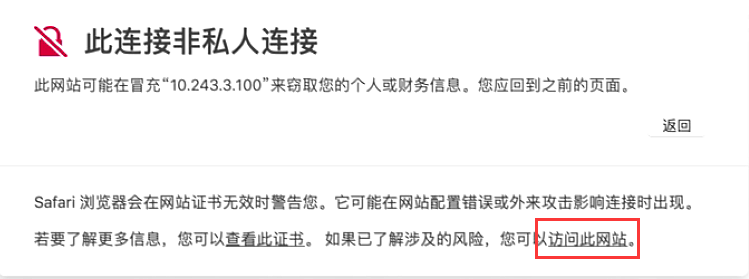 此连接非私人连接
此网站可能在冒充“10.243.3.100”来窃取您的个人或财务信息。您应回到之前的页面。
返回
Safari 浏览器会在网站证书无效时警告您。它可能在网站配置错误或外来攻击影响连接时出现。
若要了解更多信息，您可以查看此证书。 如果已了解涉及的风险，您可以访问此网站。